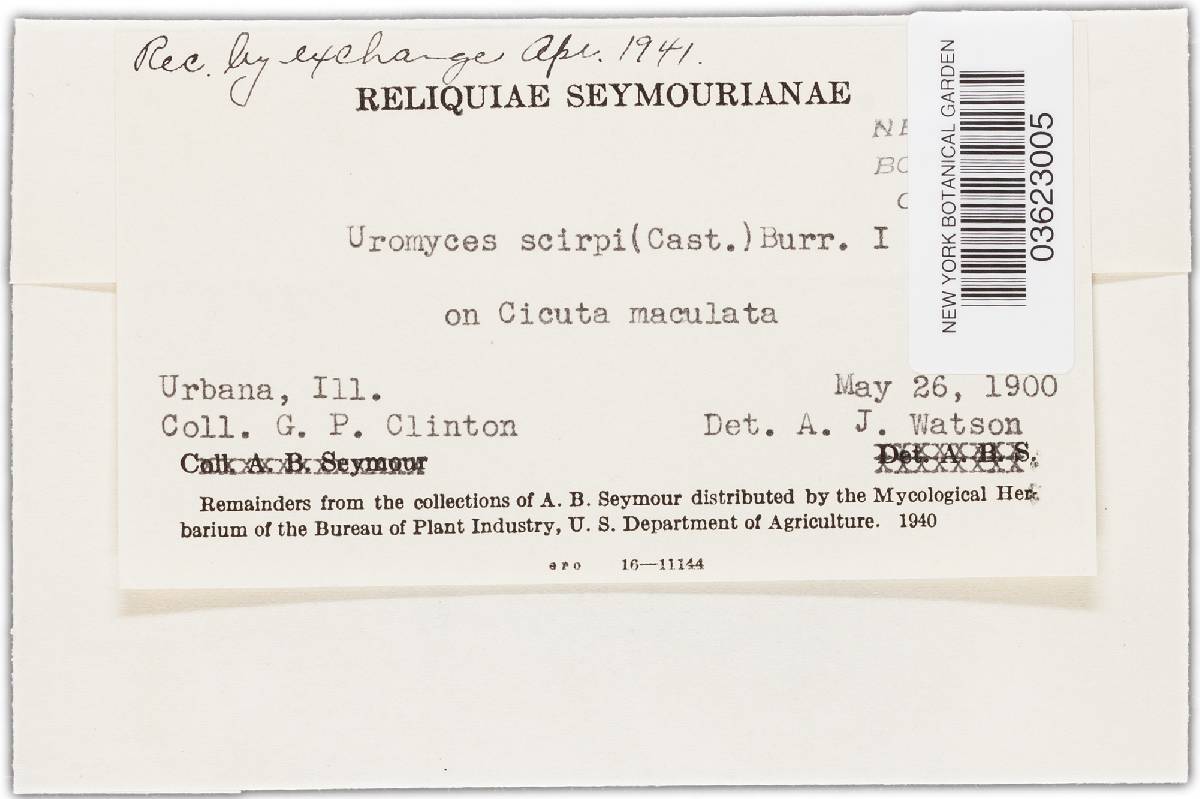 Rec. by exchange Apr. 1941.
RELIQUIAE SEYMOURIANAE
Uromyces scirpi(Cast.)Burr. I
on Cicuta maculata
Urbana, Ill. May 26, 1900
Coll. G. P. Clinton Det. A. J. Watson
Coll. A. B. Seymour Det. A. B. S.
Remainders from the collections of A. B. Seymour distributed by the Mycological Her-
barium of the Bureau of Plant Industry, U. S. Department of Agriculture. 1940
16—11144
NEW YORK BOTANICAL GARDEN
03623005